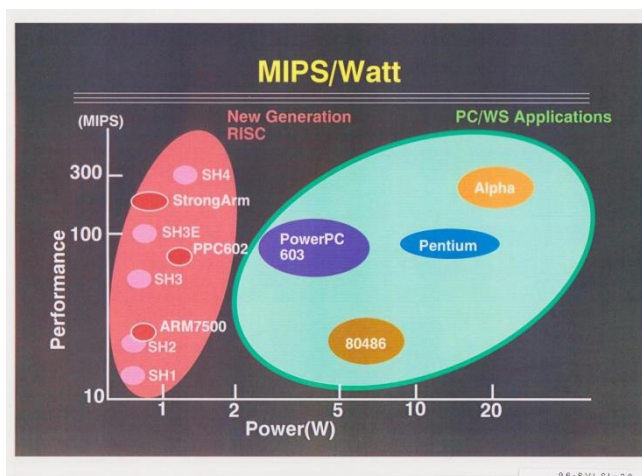 MIPS/Watt
(MIPS)
New Generation
RISC
PC/WS Applications
300
SH4
StrongArm
Alpha
100
SH3E
PPC602
PowerPC
603
Pentium
SH3
Performance
ARM7500
SH2
80486
SH1
10
1
2
5
10
20
Power(W)